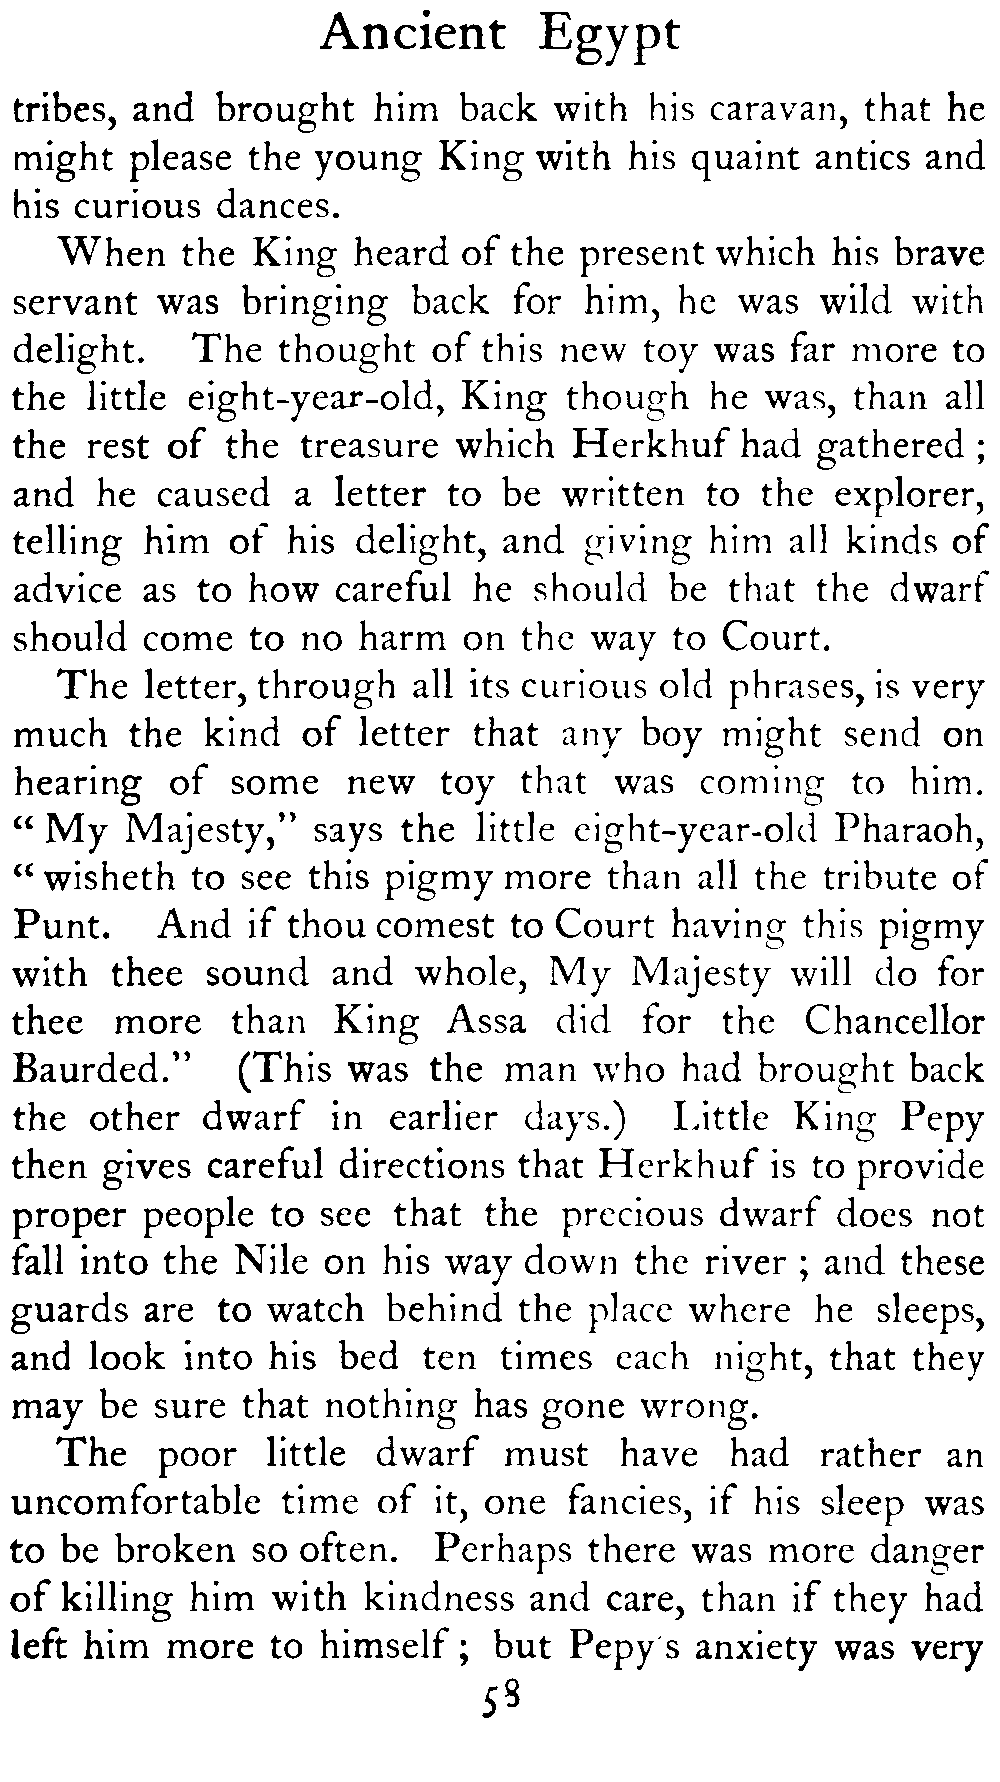 Ancient Egypt
tribes, and brought him back with his caravan, that he
might please the young King with his quaint antics and
his curious dances.
When the King heard of the present which his brave
servant was bringing back for him, he was wild with
delight. The thought of this new toy was far more to
the little eight-year-old, King though he was, than all
the rest of the treasure which Herkhuf had gathered ;
and he caused a letter to be written to the explorer,
telling him of his delight, and giving him all kinds of
advice as to how careful he should be that the dwarf
should come to no harm on the way to Court.
The letter, through all its curious old phrases, is very
much the kind of letter that any boy might send on
hearing of some new toy that was coming to him.
“ My Majesty,” says the little eight-year-old Pharaoh,
“ wisheth to see this pigmy more than all the tribute of
Punt. And if thou comest to Court having this pigmy
with thee sound and whole, My Majesty will do for
thee more than King Assa did for the Chancellor
Baurded.” (This was the man who had brought back
the other dwarf in earlier days.) Little King Pepy
then gives careful directions that Herkhuf is to provide
proper people to see that the precious dwarf does not
fall into the Nile on his way down the river ; and these
guards are to watch behind the place where he sleeps,
and look into his bed ten times each night, that they
may be sure that nothing has gone wrong.
The poor little dwarf must have had rather an
uncomfortable time of it, one fancies, if his sleep was
to be broken so often. Perhaps there was more danger
of killing him with kindness and care, than if they had
left him more to himself ; but Pepy's anxiety was very
58